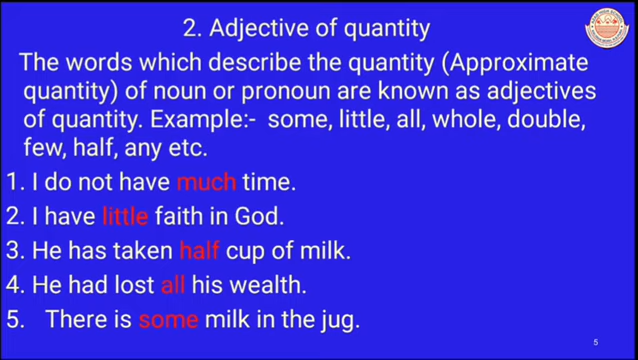 2. Adjective of quantity
The words which describe the quantity (Approximate
quantity) of noun or pronoun are known as adjectives
of quantity. Example:- some, little, all, whole, double,
few, half, any etc.
1. I do not have much time.
2. I have little faith in God.
3. He has taken half cup of milk.
4. He had lost all his wealth.
5. There is some milk in the jug.
5